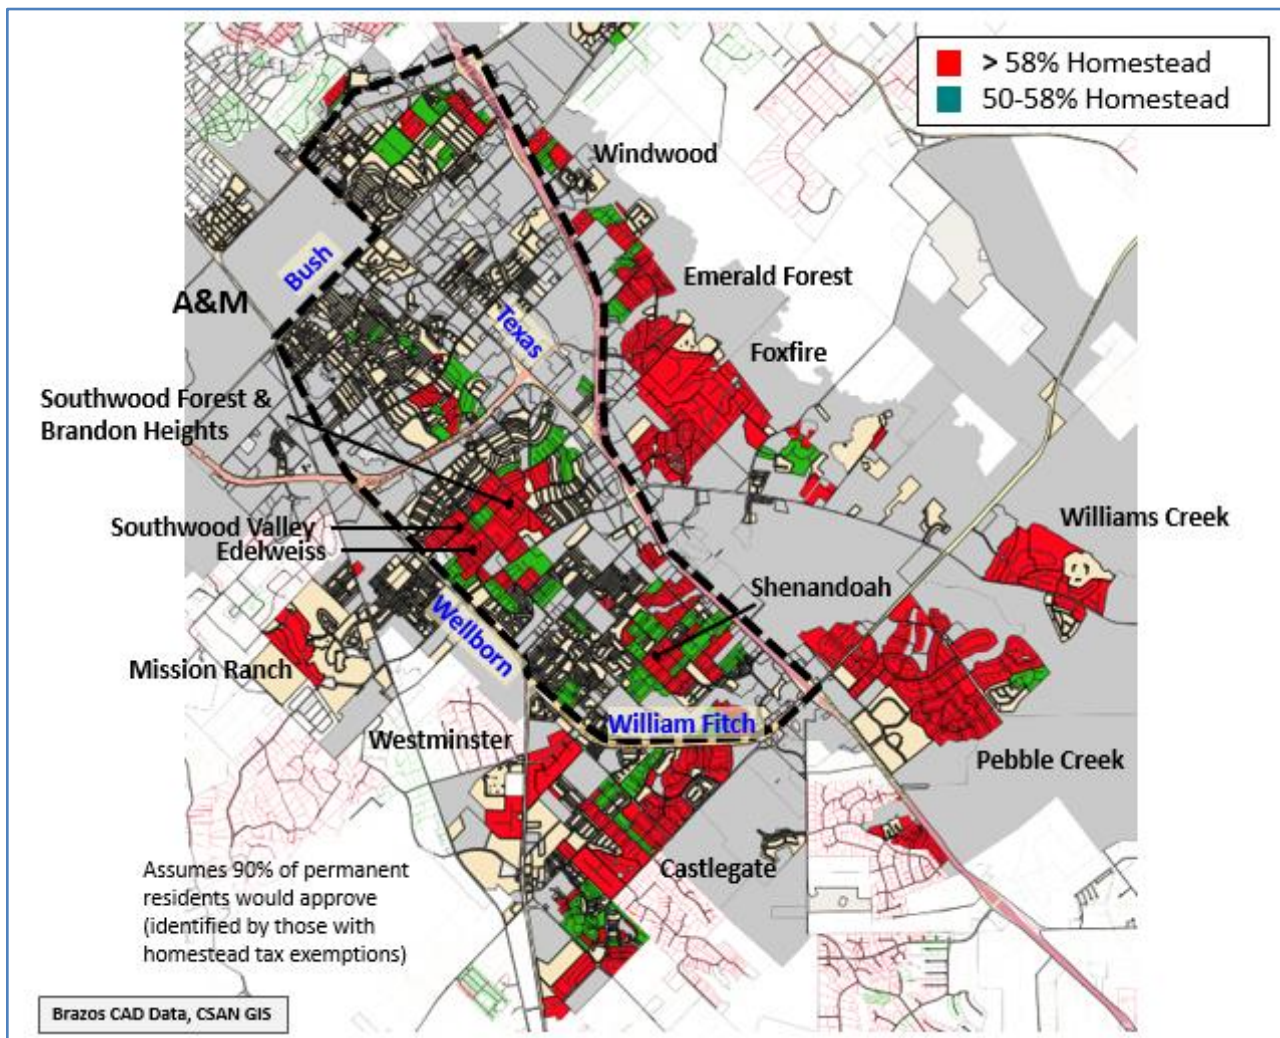 > 58% Homestead
50-58% Homestead
Windwood
Bush
Emerald Forest
A&M
Texas
Foxfire
Southwood Forest &
Brandon Heights
Williams Creek
Southwood Valley
Edelweiss
Shenandoah
Wellborn
Mission Ranch
William Fitch
Westminster
Pebble Creek
Castlegate
Assumes 90% of permanent
residents would approve
(identified by those with
homestead tax exemptions)
Brazos CAD Data, CSAN GIS